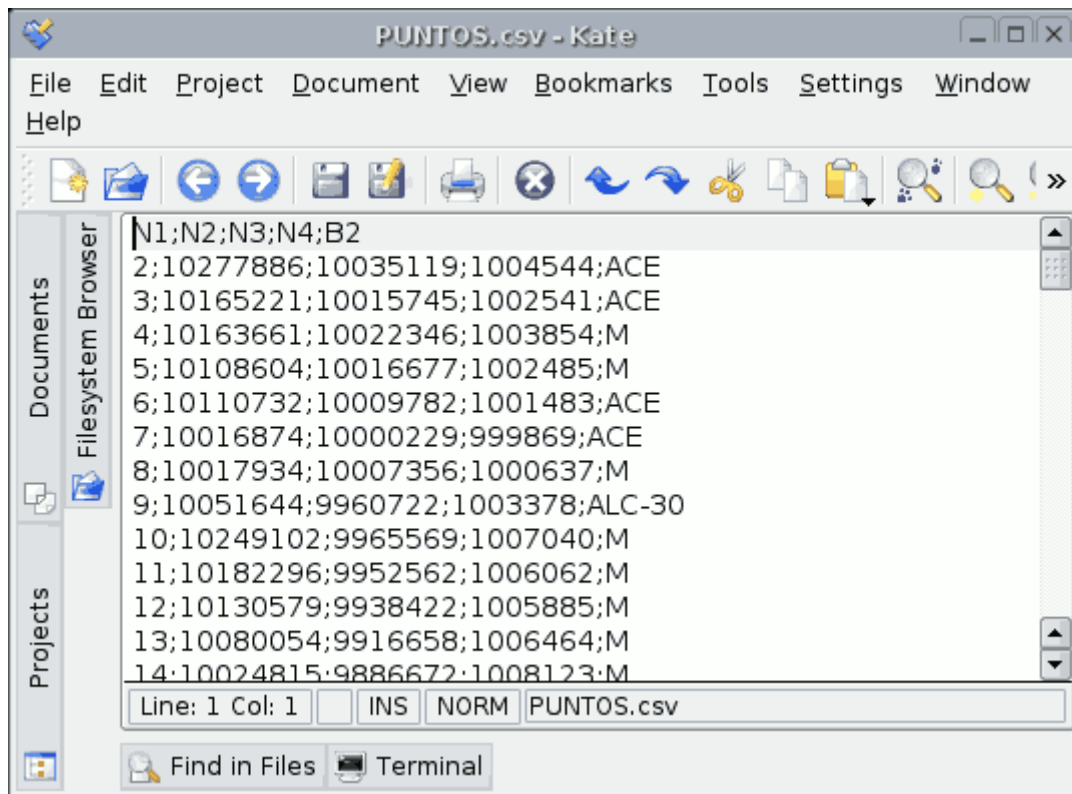 PUNTOS.csv - Kate
File Edit Project Document View Bookmarks Tools Settings Window
Help
Documents
Filesystem Browser
Projects
N1;N2;N3;N4;B2
2;10277886;10035119;1004544;ACE
3;10165221;10015745;1002541;ACE
4;10163661;10022346;1003854;M
5;10108604;10016677;1002485;M
6;10110732;10009782;1001483;ACE
7;10016874;10000229;999869;ACE
8;10017934;10007356;1000637;M
9;10051644;9960722;1003378;ALC-30
10;10249102;9965569;1007040;M
11;10182296;9952562;1006062;M
12;10130579;9938422;1005885;M
13;10080054;9916658;1006464;M
14;10024815;9886672;1008123;M
Line: 1 Col: 1 INS NORM PUNTOS.csv
Find in Files Terminal